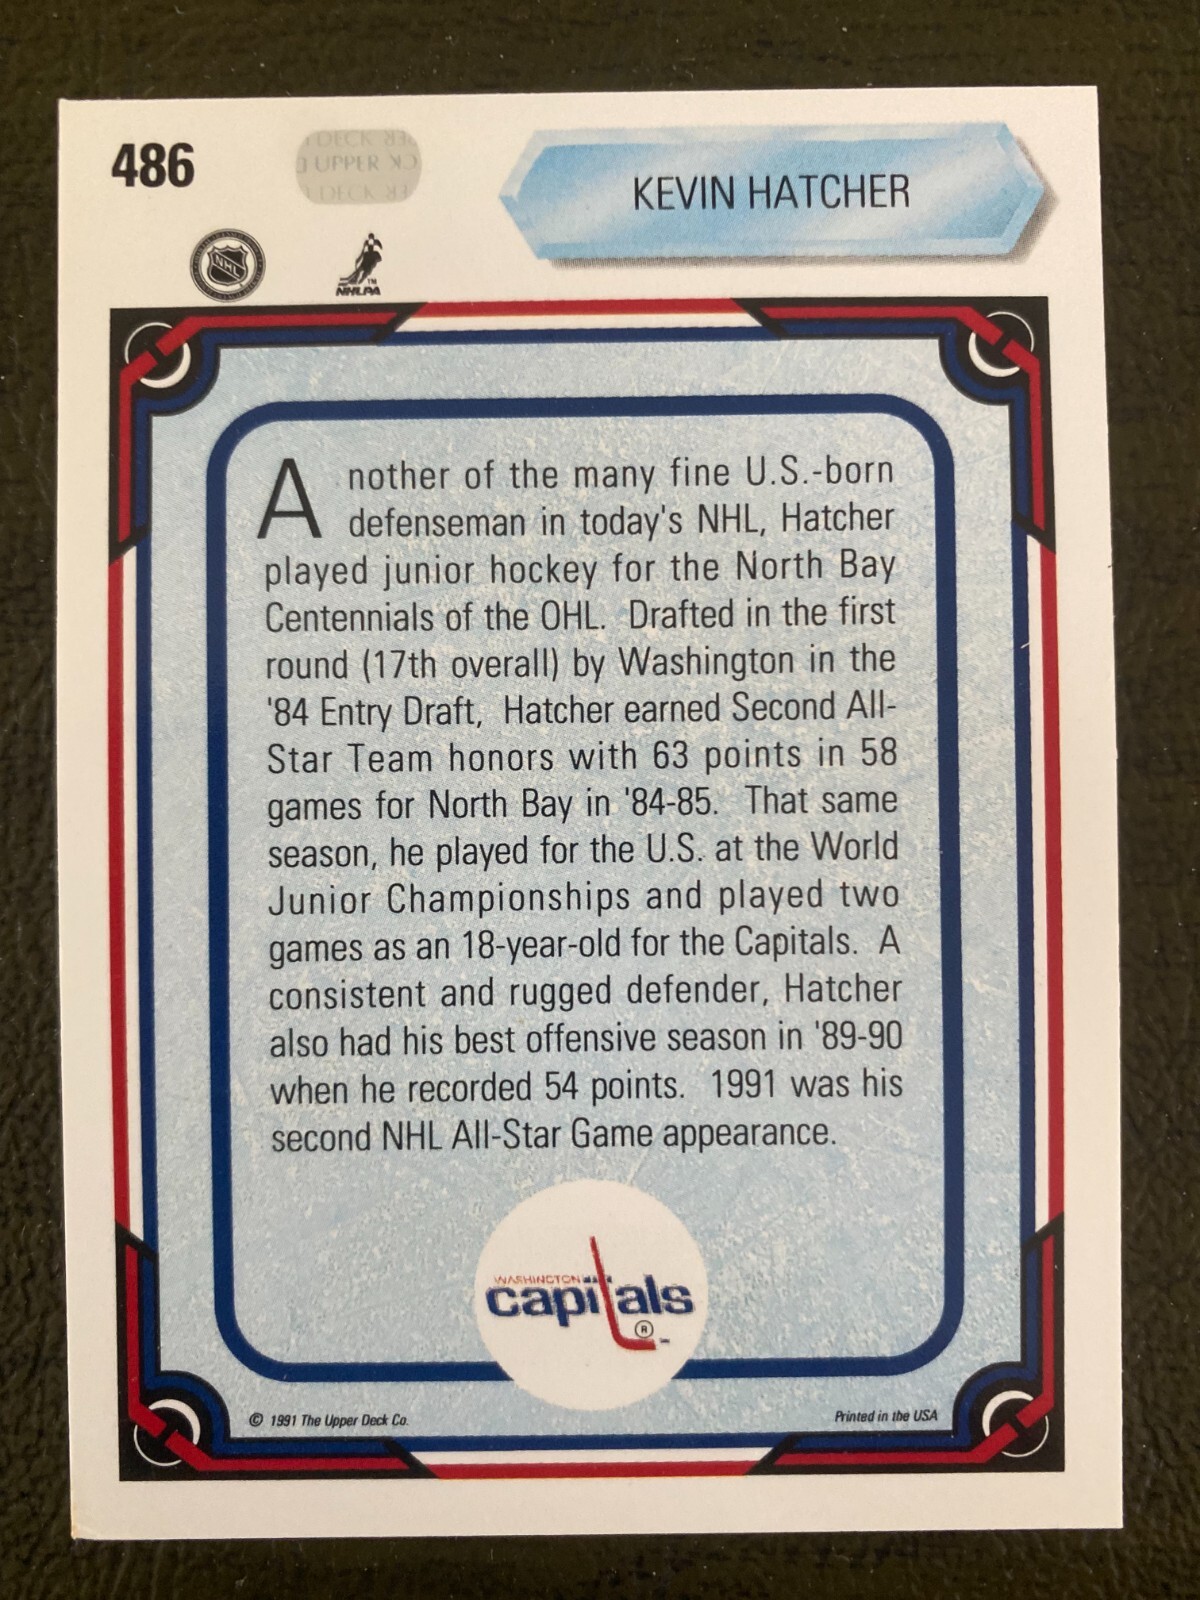 486
DECK
UPPER
DECK
KEVIN HATCHER
NHL
NHLPA
TM
Another of the many fine U.S.-born
defenseman in today's NHL, Hatcher
played junior hockey for the North Bay
Centennials of the OHL. Drafted in the first
round (17th overall) by Washington in the
'84 Entry Draft, Hatcher earned Second All-
Star Team honors with 63 points in 58
games for North Bay in '84-85. That same
season, he played for the U.S. at the World
Junior Championships and played two
games as an 18-year-old for the Capitals. A
consistent and rugged defender, Hatcher
also had his best offensive season in '89-90
when he recorded 54 points. 1991 was his
second NHL All-Star Game appearance.
WASHINGTON
capitals
®
© 1991 The Upper Deck Co.
Printed in the USA